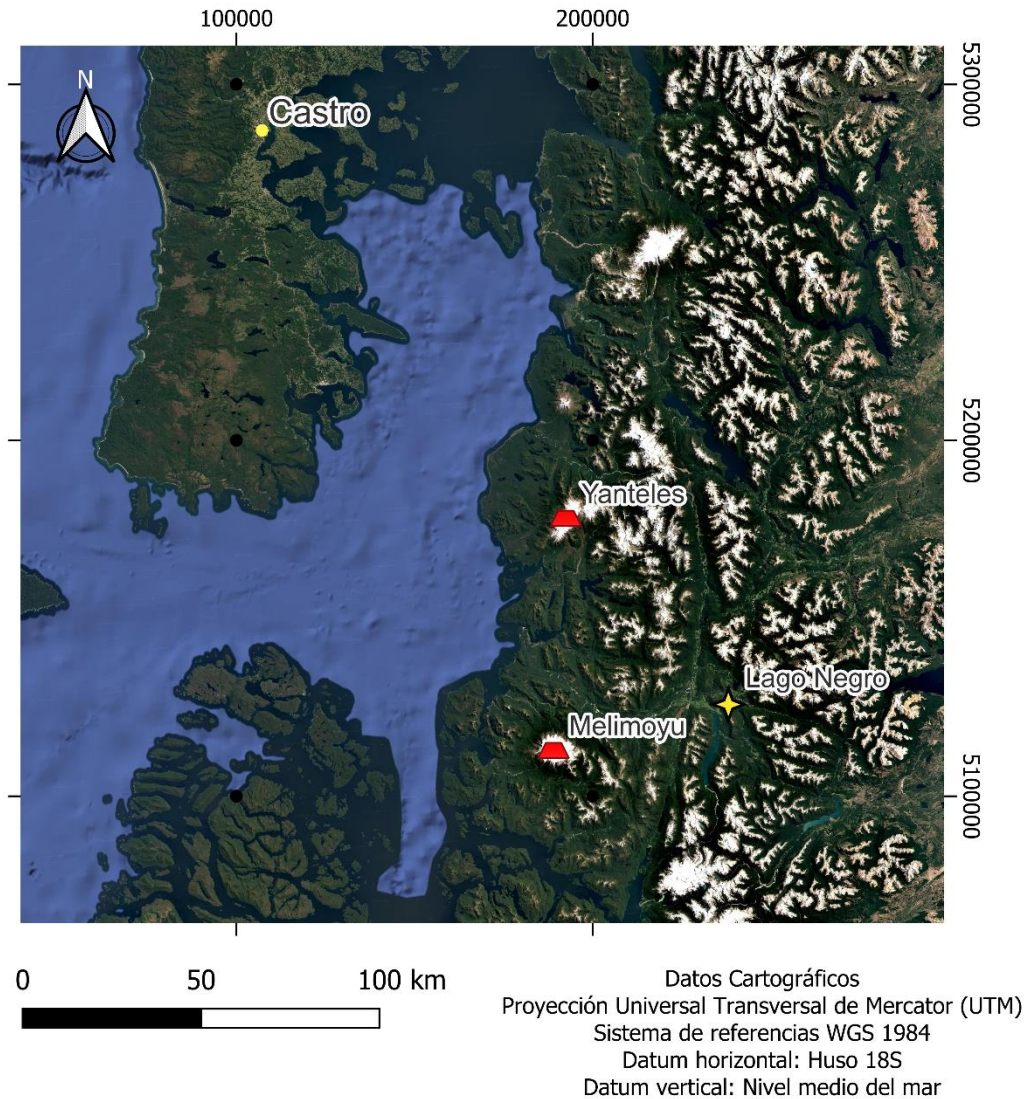 100000 200000
N
5300000
Castro
5200000
Yanteles
Lago Negro
Melimoyu
5100000
0 50 100 km
Datos Cartográficos
Proyección Universal Transversal de Mercator (UTM)
Sistema de referencias WGS 1984
Datum horizontal: Huso 18S
Datum vertical: Nivel medio del mar